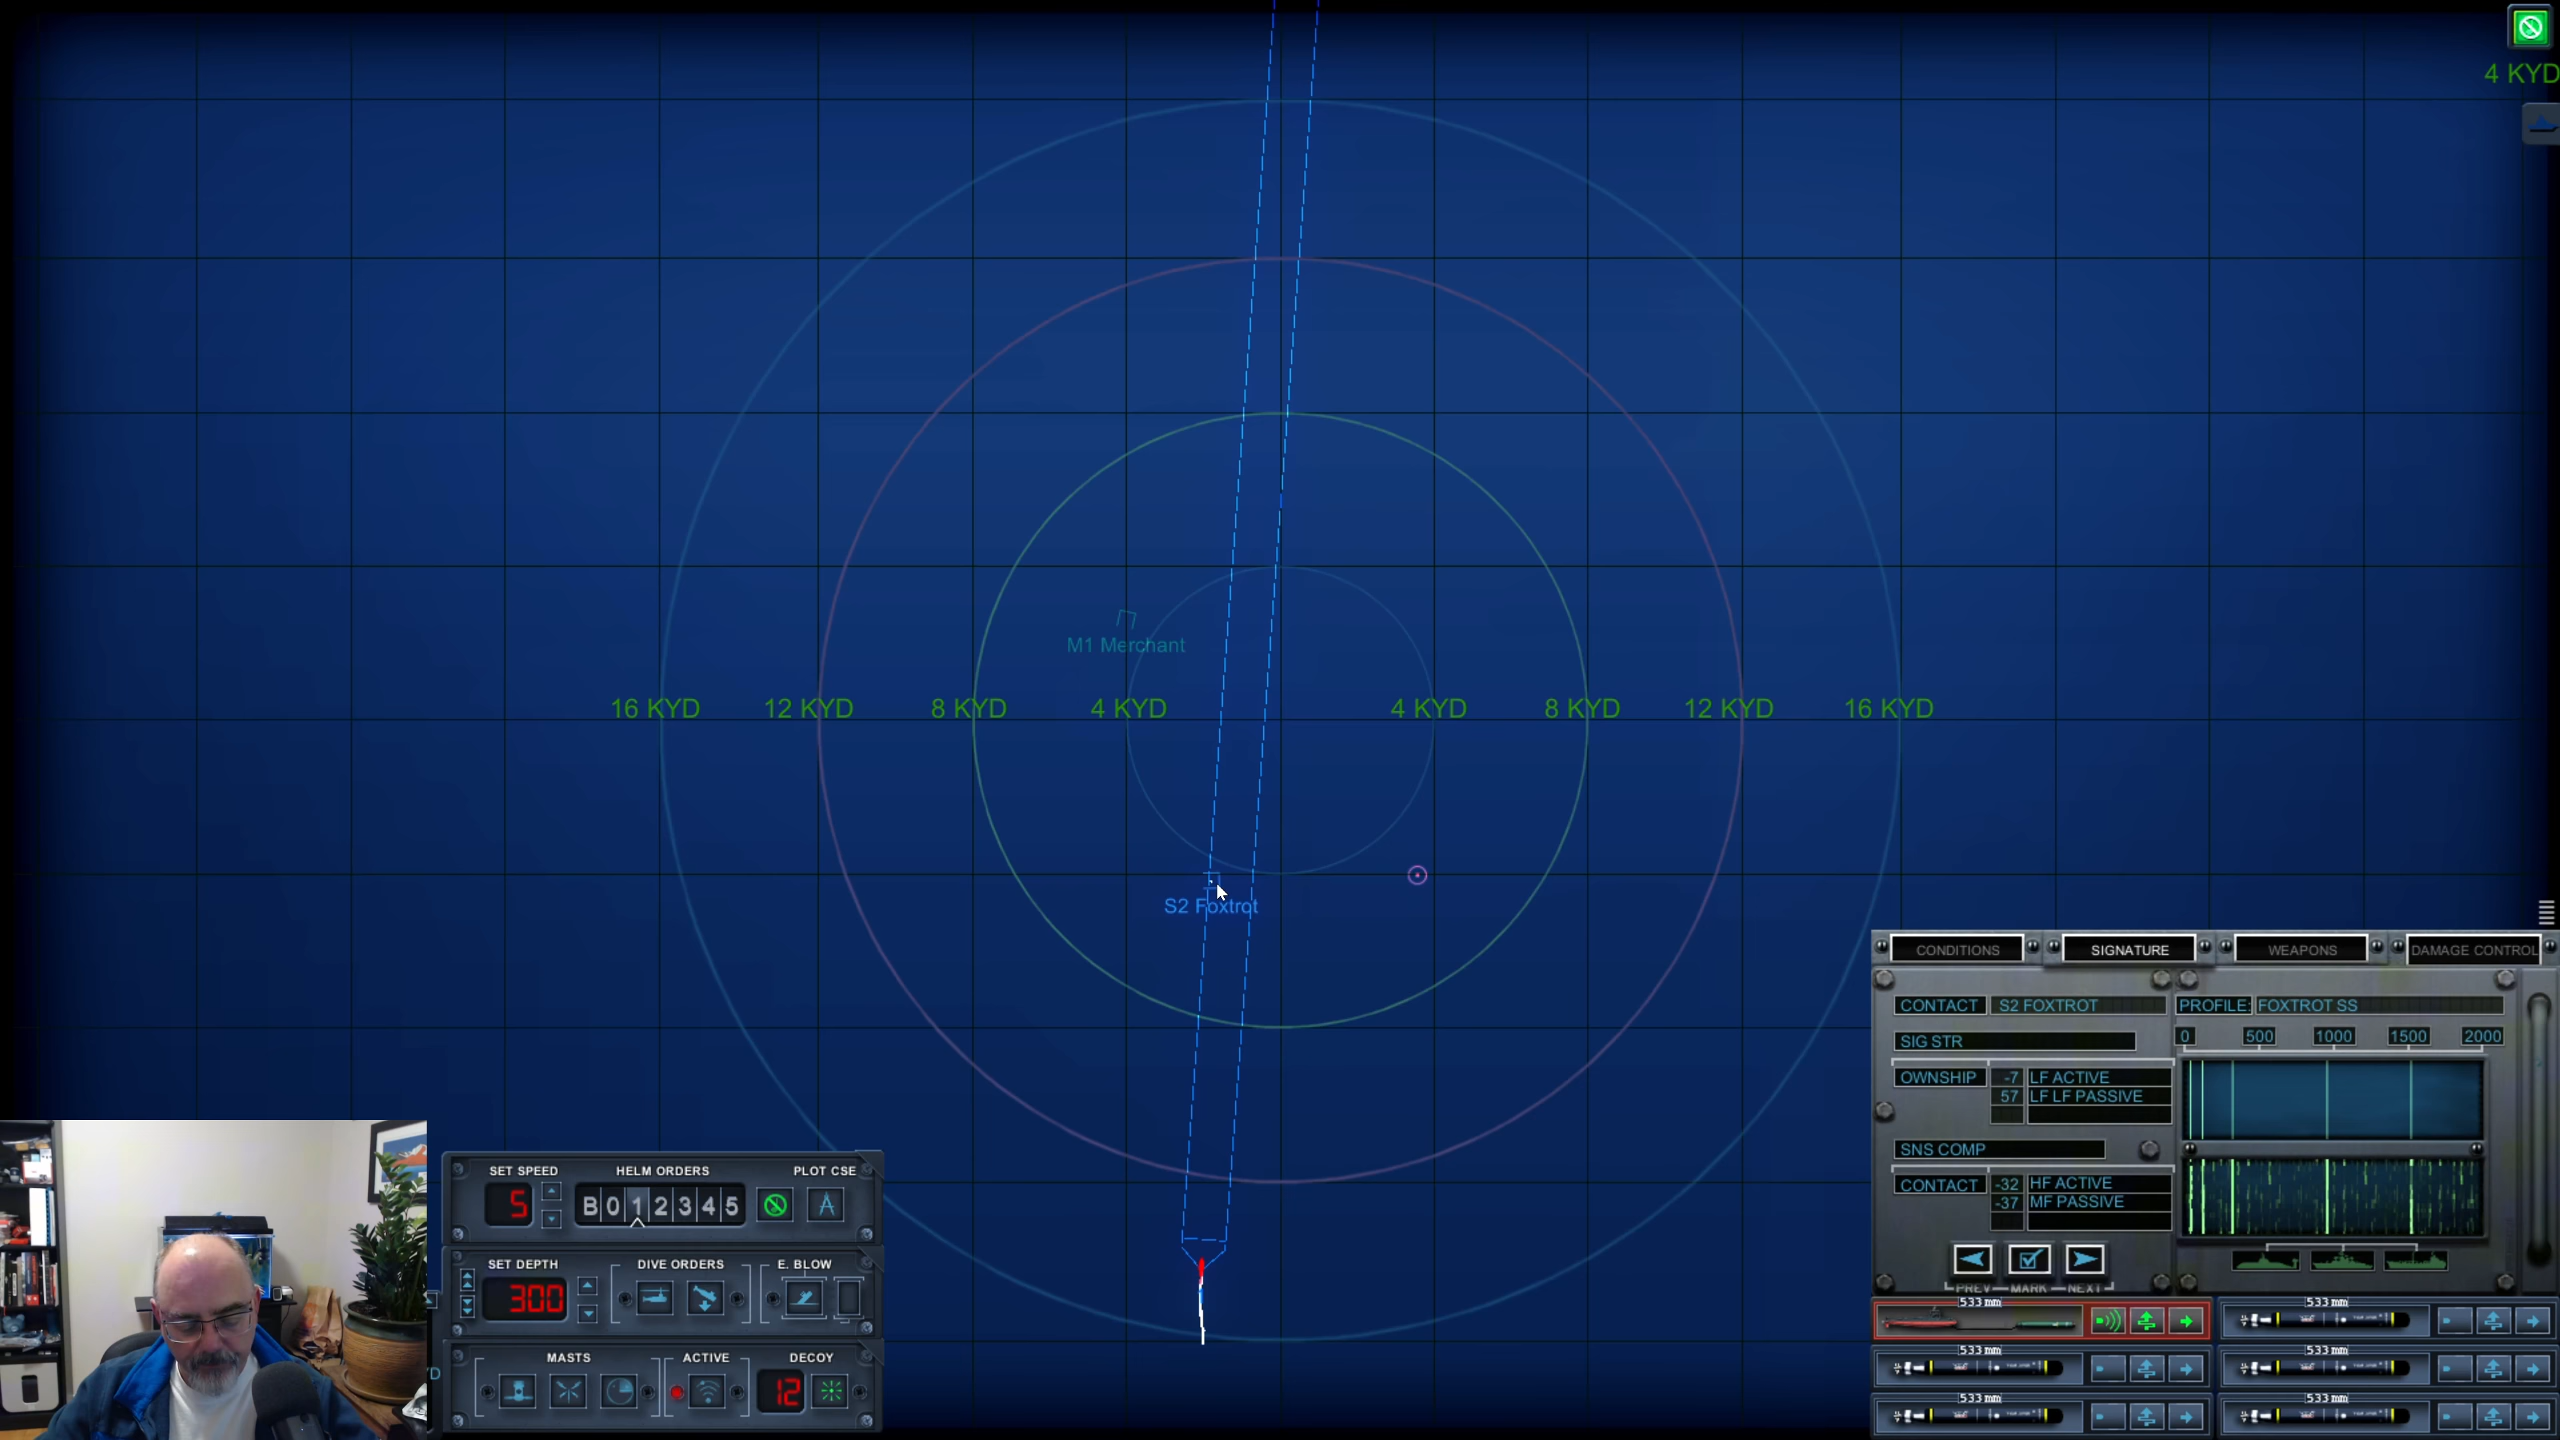 4 KYD
M1 Merchant
16 KYD 12 KYD 8 KYD 4 KYD 4 KYD 8 KYD 12 KYD 16 KYD
S2 Foxtrot
CONDITIONS SIGNATURE WEAPONS DAMAGE CONTROL
CONTACT S2 FOXTROT PROFILE: FOXTROT SS
SIG STR 0 500 1000 1500 2000
OWNSHIP -7 LF ACTIVE
57 LF LF PASSIVE
SNS COMP
CONTACT -32 HF ACTIVE
-37 MF PASSIVE
PREV MARK NEXT
533 mm 533 mm
533 mm 533 mm
533 mm 533 mm
SET SPEED HELM ORDERS PLOT CSE
5 B 0 1 2 3 4 5
SET DEPTH DIVE ORDERS E. BLOW
300
MASTS ACTIVE DECOY
12